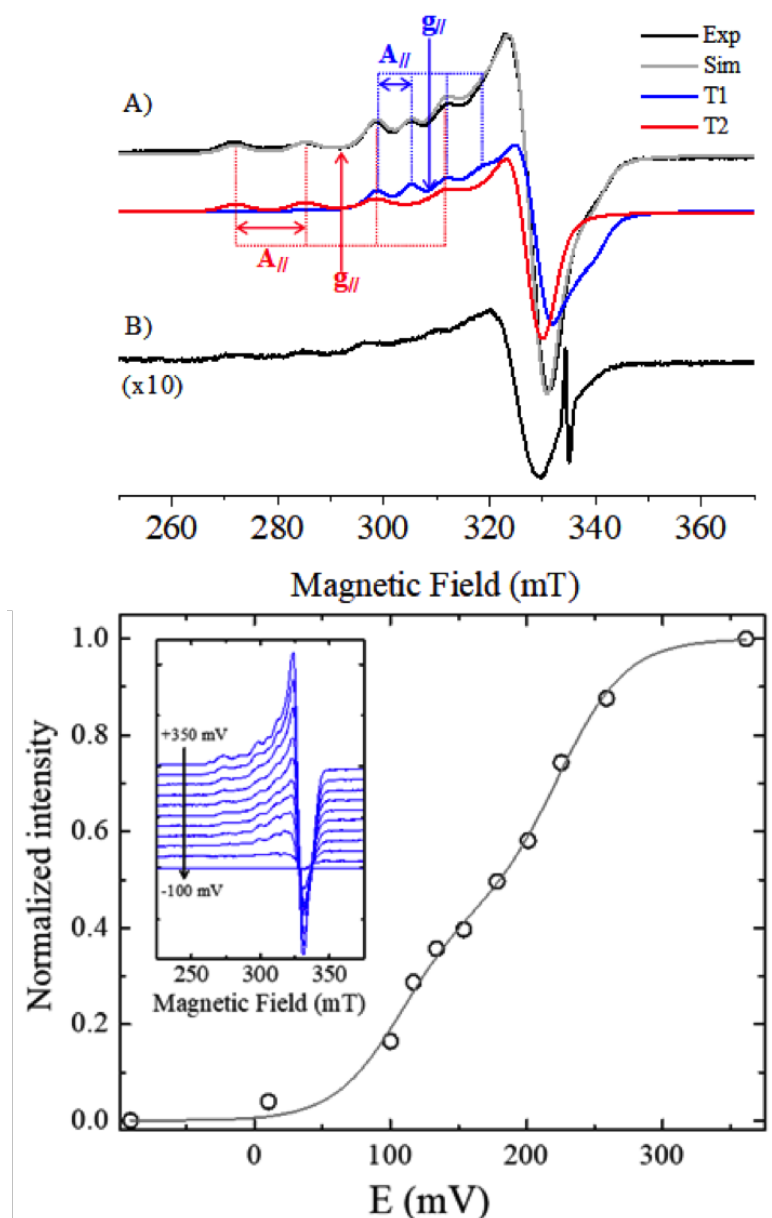 g//
A//
A)
Exp
Sim
T1
T2
A//
g//
B)
(x10)
260 280 300 320 340 360
Magnetic Field (mT)
1.0
0.8
0.6
0.4
0.2
0.0
Normalized intensity
+350 mV
-100 mV
250 300 350
Magnetic Field (mT)
0 100 200 300
E (mV)